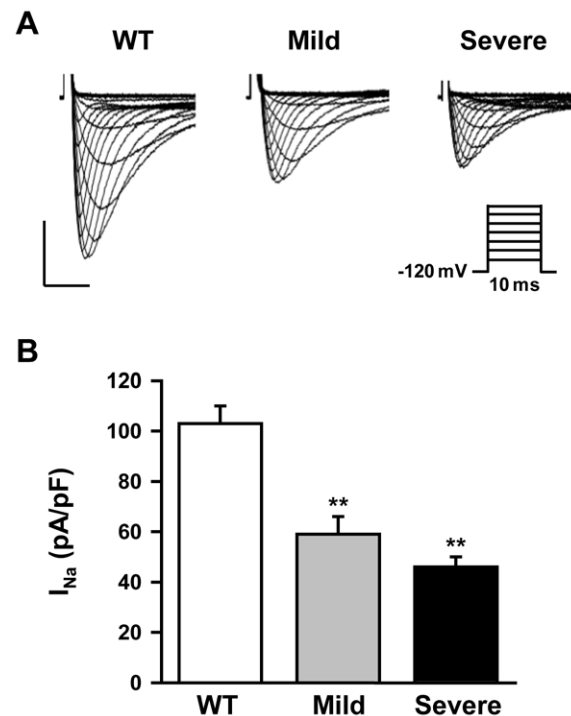 A
WT Mild Severe
-120 mV
10 ms
B
I_Na (pA/pF)
120
100
80
60
40
20
0
**
**
WT Mild Severe